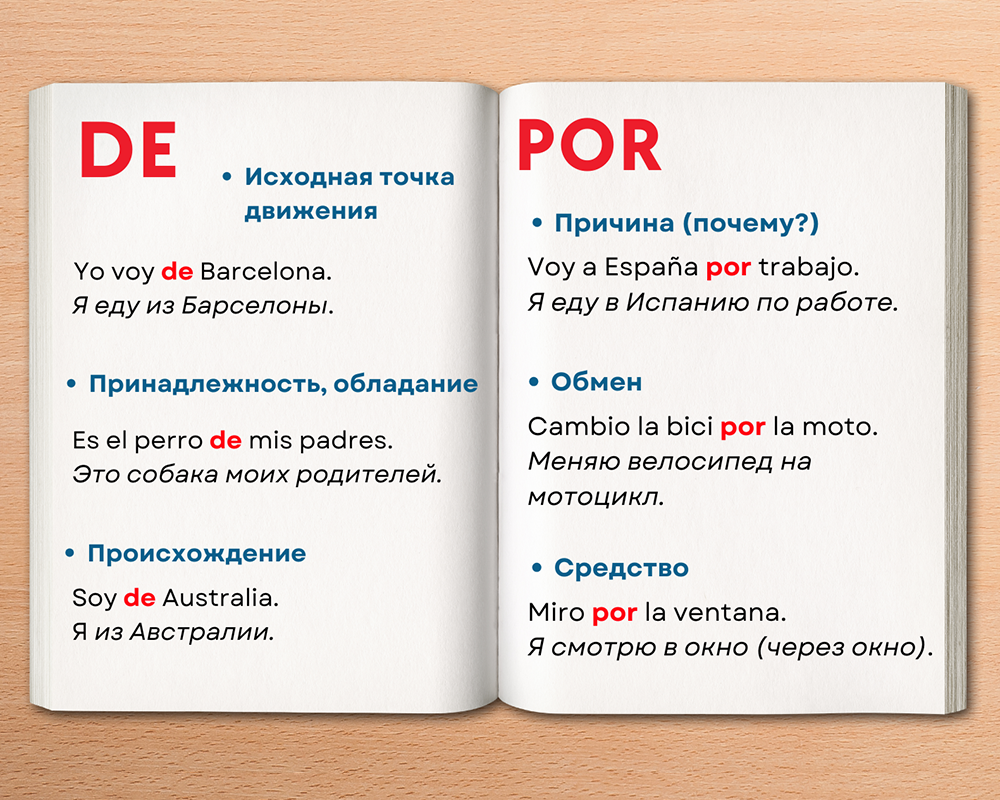 DE
• Исходная точка
движения
Yo voy de Barcelona.
Я еду из Барселоны.
• Принадлежность, обладание
Es el perro de mis padres.
Это собака моих родителей.
• Происхождение
Soy de Australia.
Я из Австралии.
POR
• Причина (почему?)
Voy a España por trabajo.
Я еду в Испанию по работе.
• Обмен
Cambio la bici por la moto.
Меняю велосипед на
мотоцикл.
• Средство
Miro por la ventana.
Я смотрю в окно (через окно).